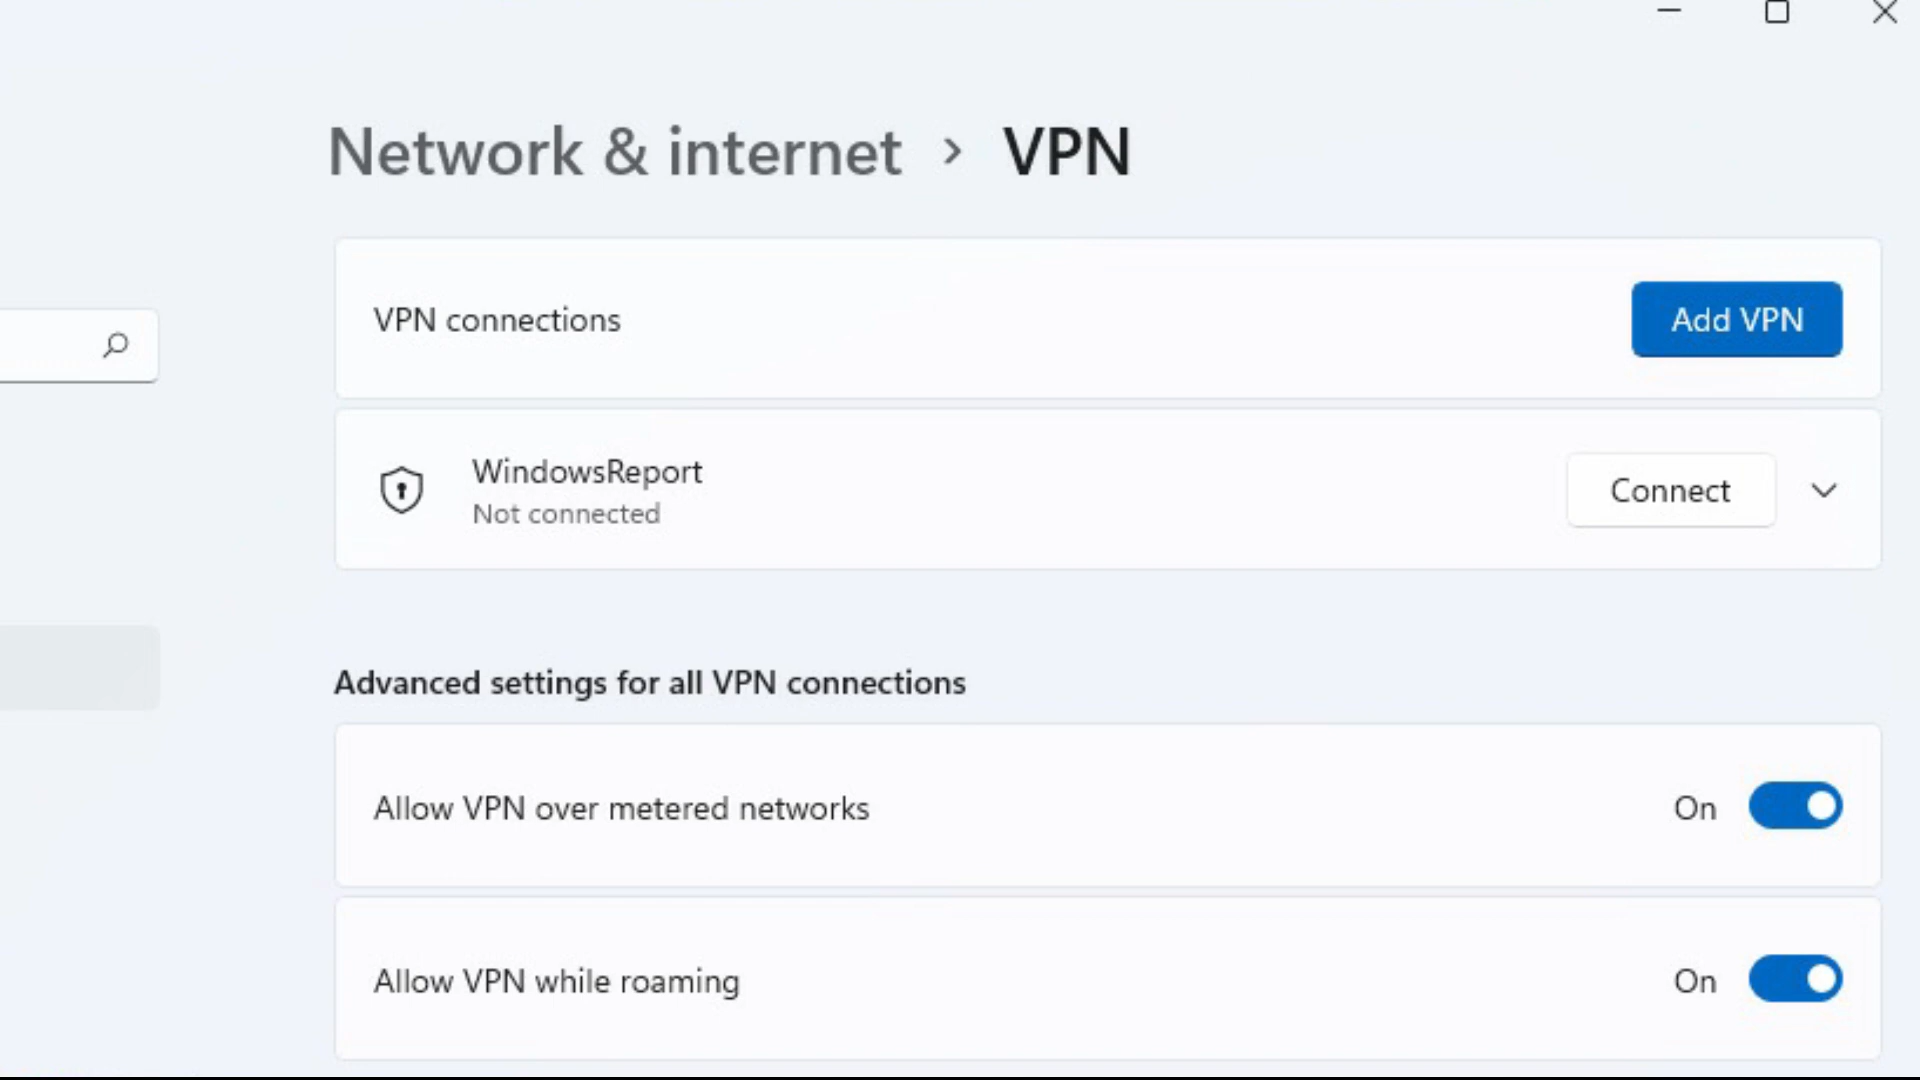 Network & internet > VPN
VPN connections
Add VPN
WindowsReport
Not connected
Connect
Advanced settings for all VPN connections
Allow VPN over metered networks
On
Allow VPN while roaming
On